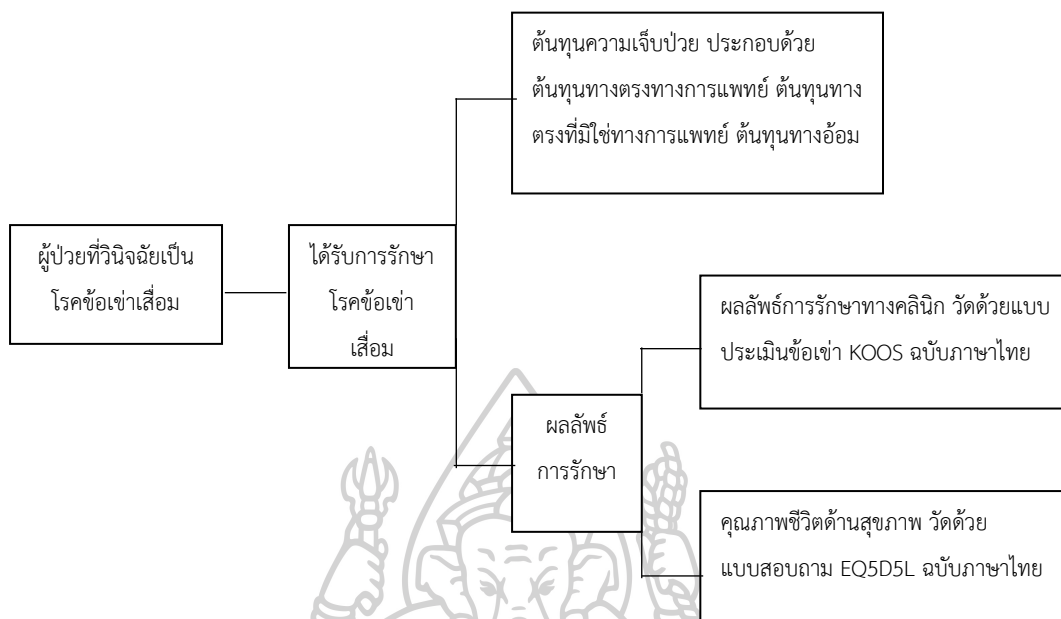 ต้นทุนความเจ็บป่วย ประกอบด้วย
ต้นทุนทางตรงทางการแพทย์ ต้นทุนทาง
ตรงที่มิใช่ทางการแพทย์ ต้นทุนทางอ้อม
ผู้ป่วยที่วินิจฉัยเป็น
โรคข้อเข่าเสื่อม
ได้รับการรักษา
โรคข้อเข่า
เสื่อม
ผลลัพธ์การรักษาทางคลินิก วัดด้วยแบบ
ประเมินข้อเข่า KOOS ฉบับภาษาไทย
ผลลัพธ์
การรักษา
คุณภาพชีวิตด้านสุขภาพ วัดด้วย
แบบสอบถาม EQ5D5L ฉบับภาษาไทย